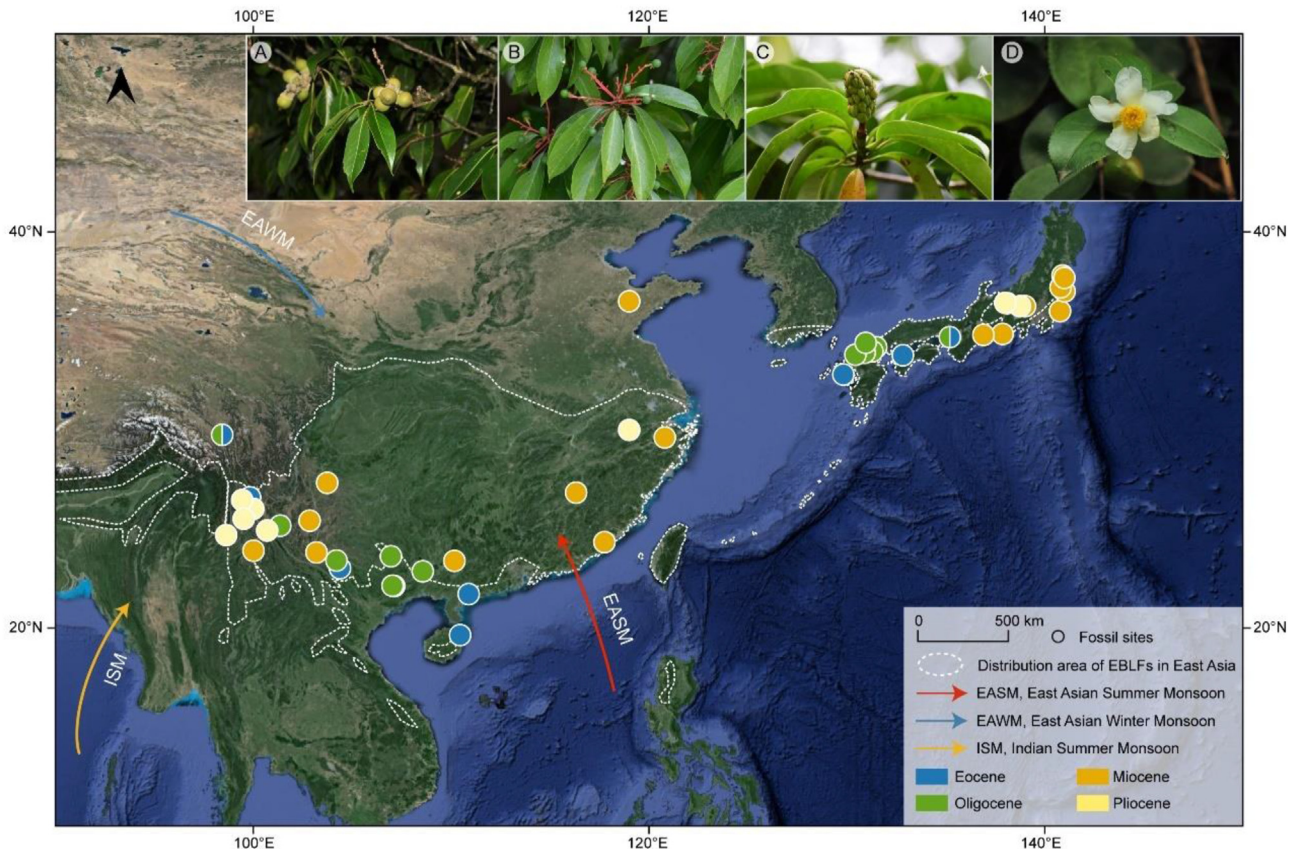 100°E
120°E
140°E
A
B
C
D
40°N
40°N
EAWM
EASM
ISM
20°N
20°N
0
500 km
Fossil sites
Distribution area of EBLFs in East Asia
EASM, East Asian Summer Monsoon
EAWM, East Asian Winter Monsoon
ISM, Indian Summer Monsoon
Eocene
Miocene
Oligocene
Pliocene
100°E
120°E
140°E